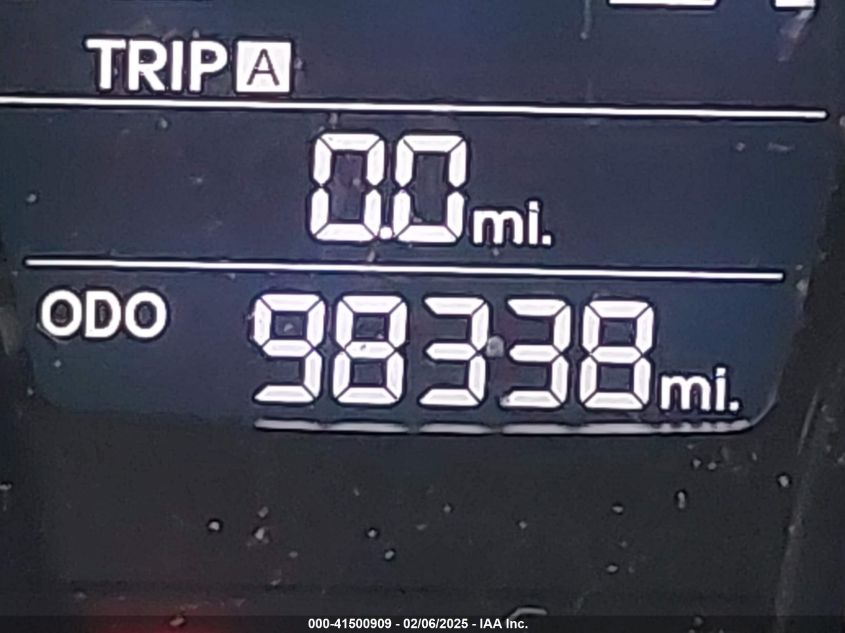 TRIP A
0.0 mi.
ODO 98338 mi.
000-41500909 - 02/06/2025 - IAA Inc.